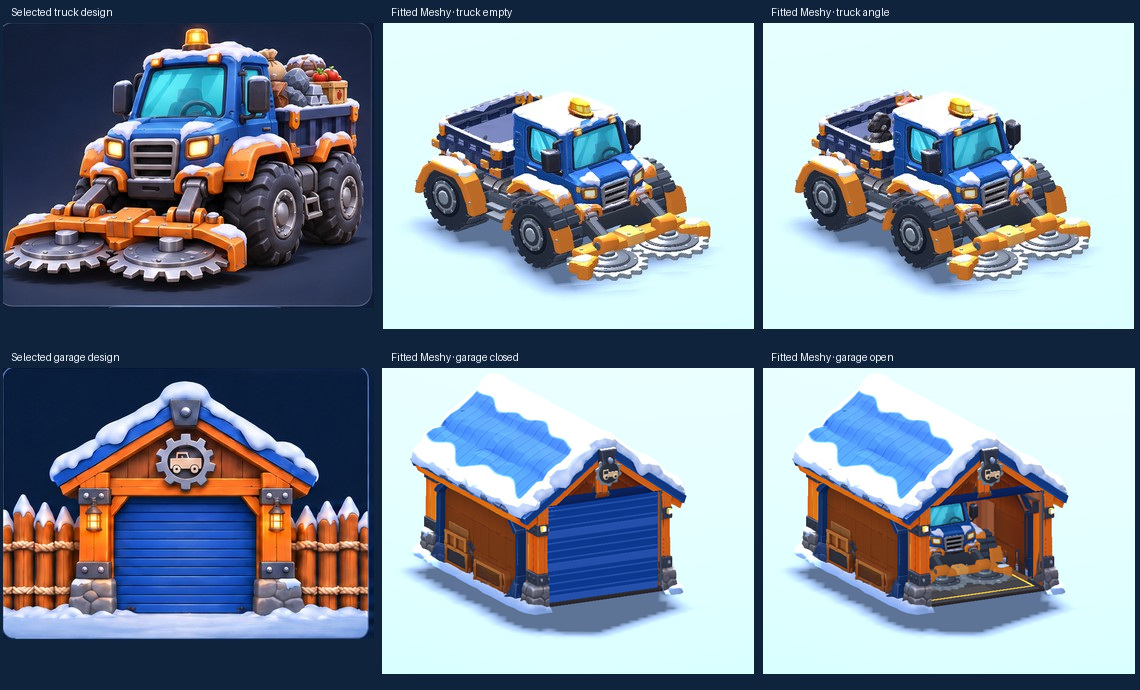 Selected truck design
Fitted Meshy · truck empty
Fitted Meshy · truck angle
Selected garage design
Fitted Meshy · garage closed
Fitted Meshy · garage open